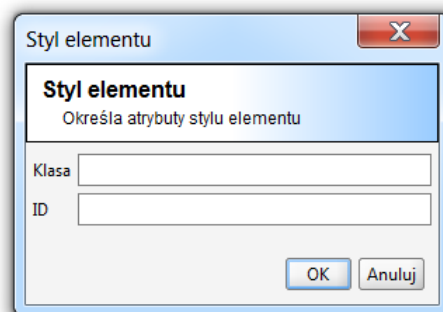 Styl elementu
Styl elementu
Określa atrybuty stylu elementu
Klasa
ID
OK Anuluj